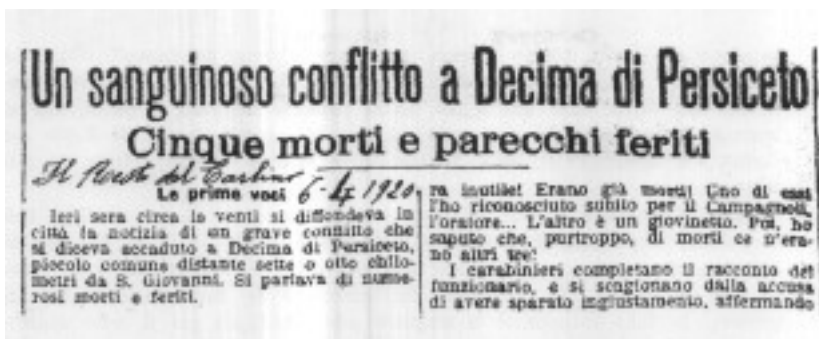 Un sanguinoso conflitto a Decima di Persiceto
Cinque morti e parecchi feriti
Il Resto del Carlino 6-4 1920
Le prime voci
Ieri sera circa le venti si diffondeva in
città la notizia di un grave conflitto che
si diceva accaduto a Decima di Persiceto,
piccolo comune distante sette o otto chilo-
metri da S. Giovanni. Si parlava di nume-
rosi morti e feriti.
ra inutile! Erano già morti! Uno di essi
l'ho riconosciuto subito per il Campagnoli,
l'oratore... L'altro è un giovinetto. Poi, ho
saputo che, purtroppo, di morti ce n'era-
no altri tre!
I carabinieri completano il racconto del
funzionario, e si scagionano dalla accusa
di avere sparato ingiustamente, affermando